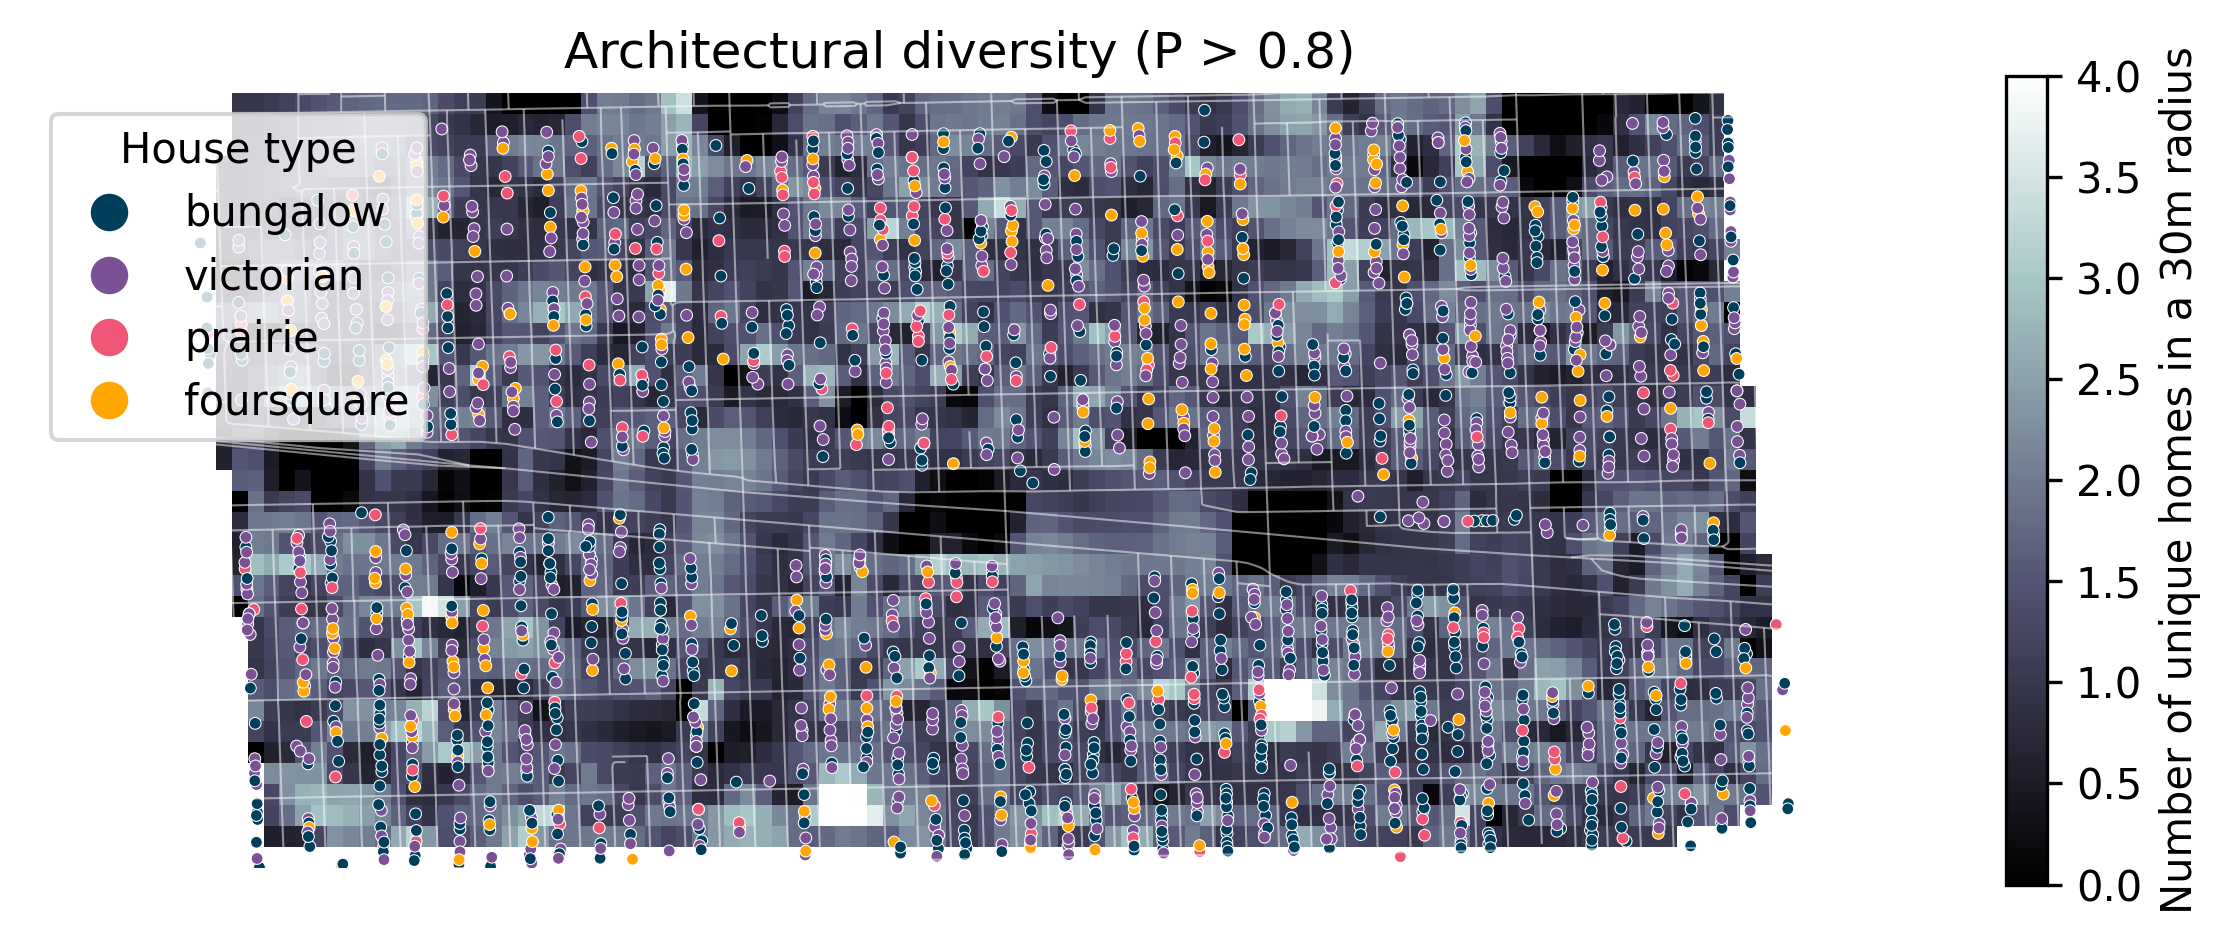 Architectural diversity (P > 0.8)
House type
bungalow
victorian
prairie
foursquare
4.0
3.5
3.0
2.5
2.0
1.5
1.0
0.5
0.0
Number of unique homes in a 30m radius